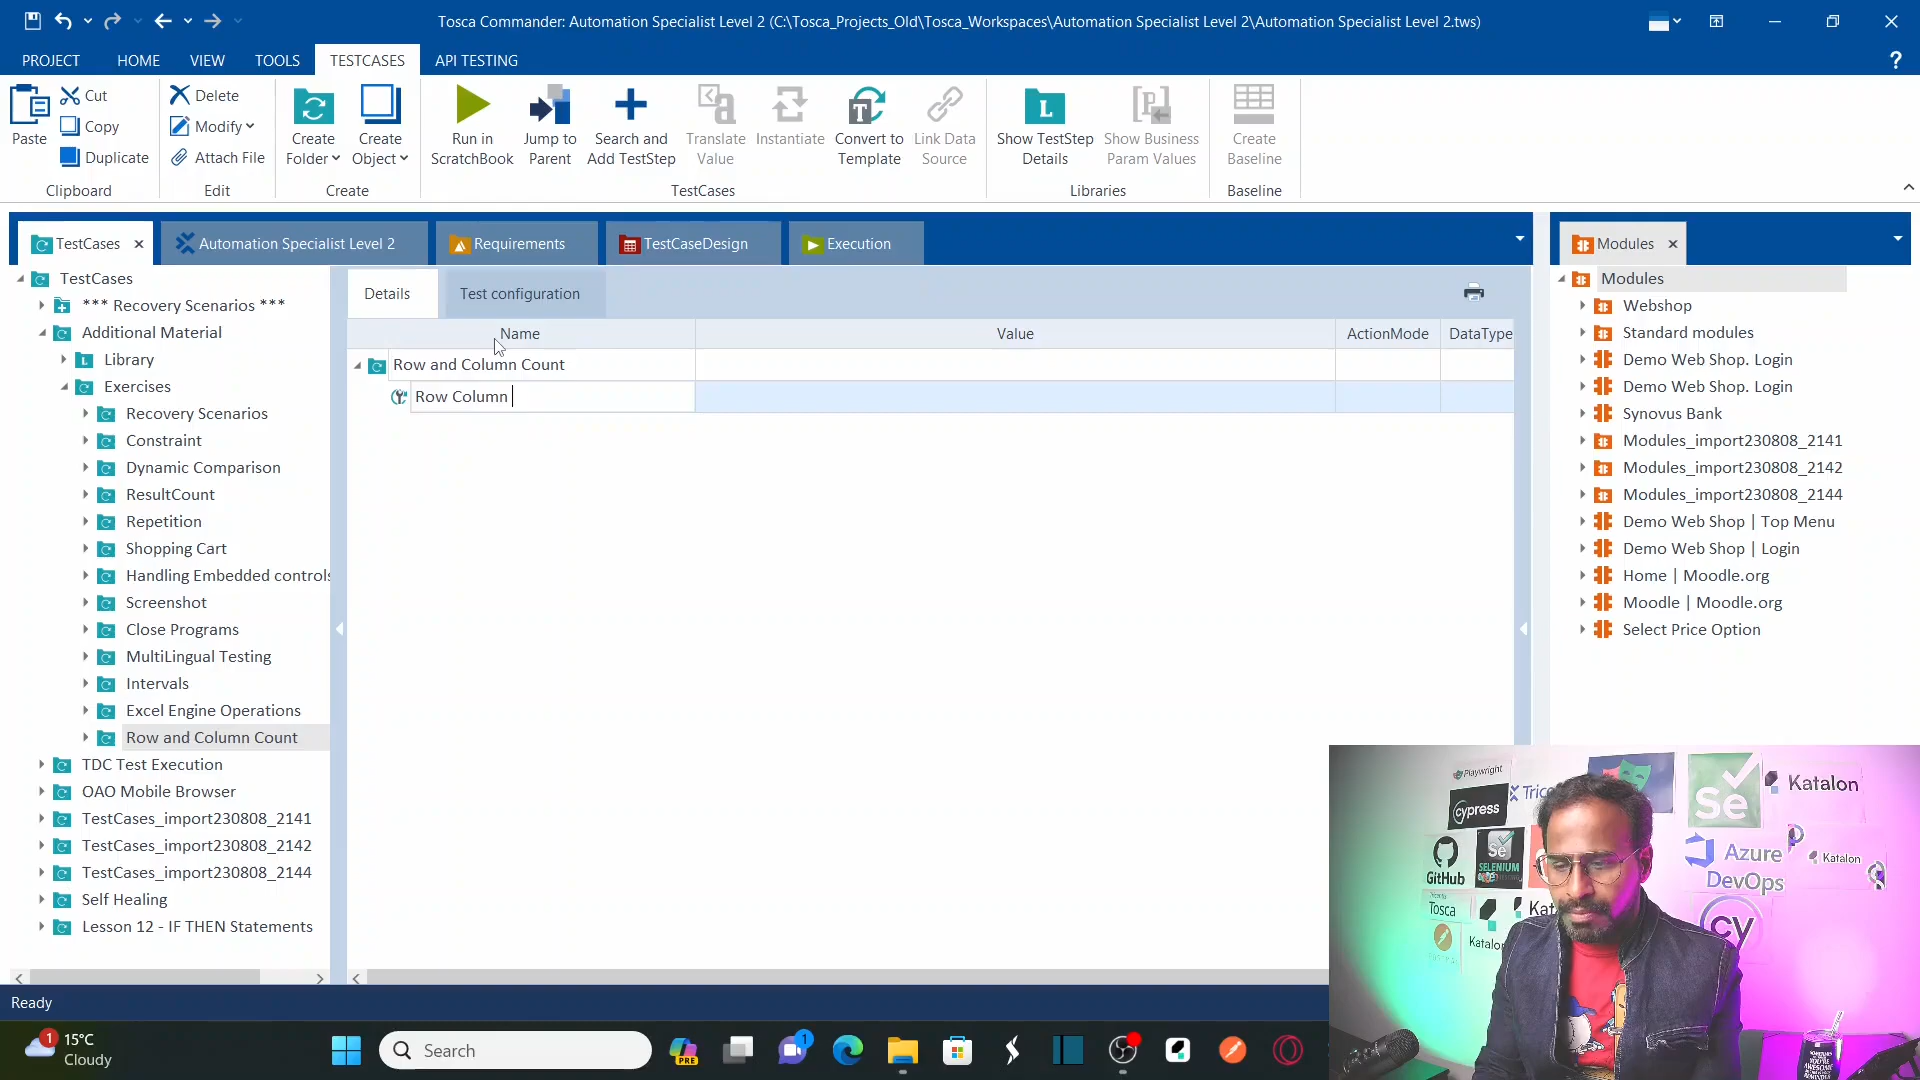 Tosca Commander: Automation Specialist Level 2 (C:\Tosca_Projects_Old\Tosca_Workspaces\Automation Specialist Level 2\Automation Specialist Level 2.tws)
PROJECT HOME VIEW TOOLS TESTCASES API TESTING
?
Paste
Cut
Copy
Duplicate
Clipboard
Delete
Modify
Attach File
Edit
Create Folder
Create Object
Create
Run in ScratchBook
Jump to Parent
Search and Add TestStep
Translate Value
Instantiate
Convert to Template
Link Data Source
TestCases
Show TestStep Details
Show Business Param Values
Libraries
Create Baseline
Baseline
TestCases
Automation Specialist Level 2
Requirements
TestCaseDesign
Execution
Modules
TestCases
*** Recovery Scenarios ***
Additional Material
Library
Exercises
Recovery Scenarios
Constraint
Dynamic Comparison
ResultCount
Repetition
Shopping Cart
Handling Embedded controls
Screenshot
Close Programs
MultiLingual Testing
Intervals
Excel Engine Operations
Row and Column Count
TDC Test Execution
OAO Mobile Browser
TestCases_import230808_2141
TestCases_import230808_2142
TestCases_import230808_2144
Self Healing
Lesson 12 - IF THEN Statements
Details Test configuration
Name Value ActionMode DataType
Row and Column Count
Row Column
Modules
Webshop
Standard modules
Demo Web Shop. Login
Demo Web Shop. Login
Synovus Bank
Modules_import230808_2141
Modules_import230808_2142
Modules_import230808_2144
Demo Web Shop | Top Menu
Demo Web Shop | Login
Home | Moodle.org
Moodle | Moodle.org
Select Price Option
Playwright
cypress
Se
Katalon
GitHub
Se
SELENIUM
Azure DevOps
Katalon
Tosca
cy
Ready
1
15°C
Cloudy
Search
PRE
1